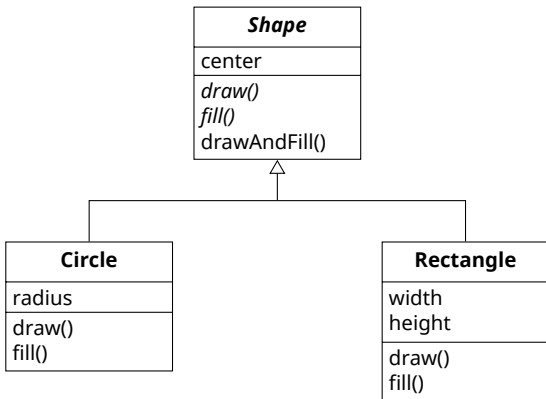 Shape
center
draw()
fill()
drawAndFill()
Circle
radius
draw()
fill()
Rectangle
width
height
draw()
fill()